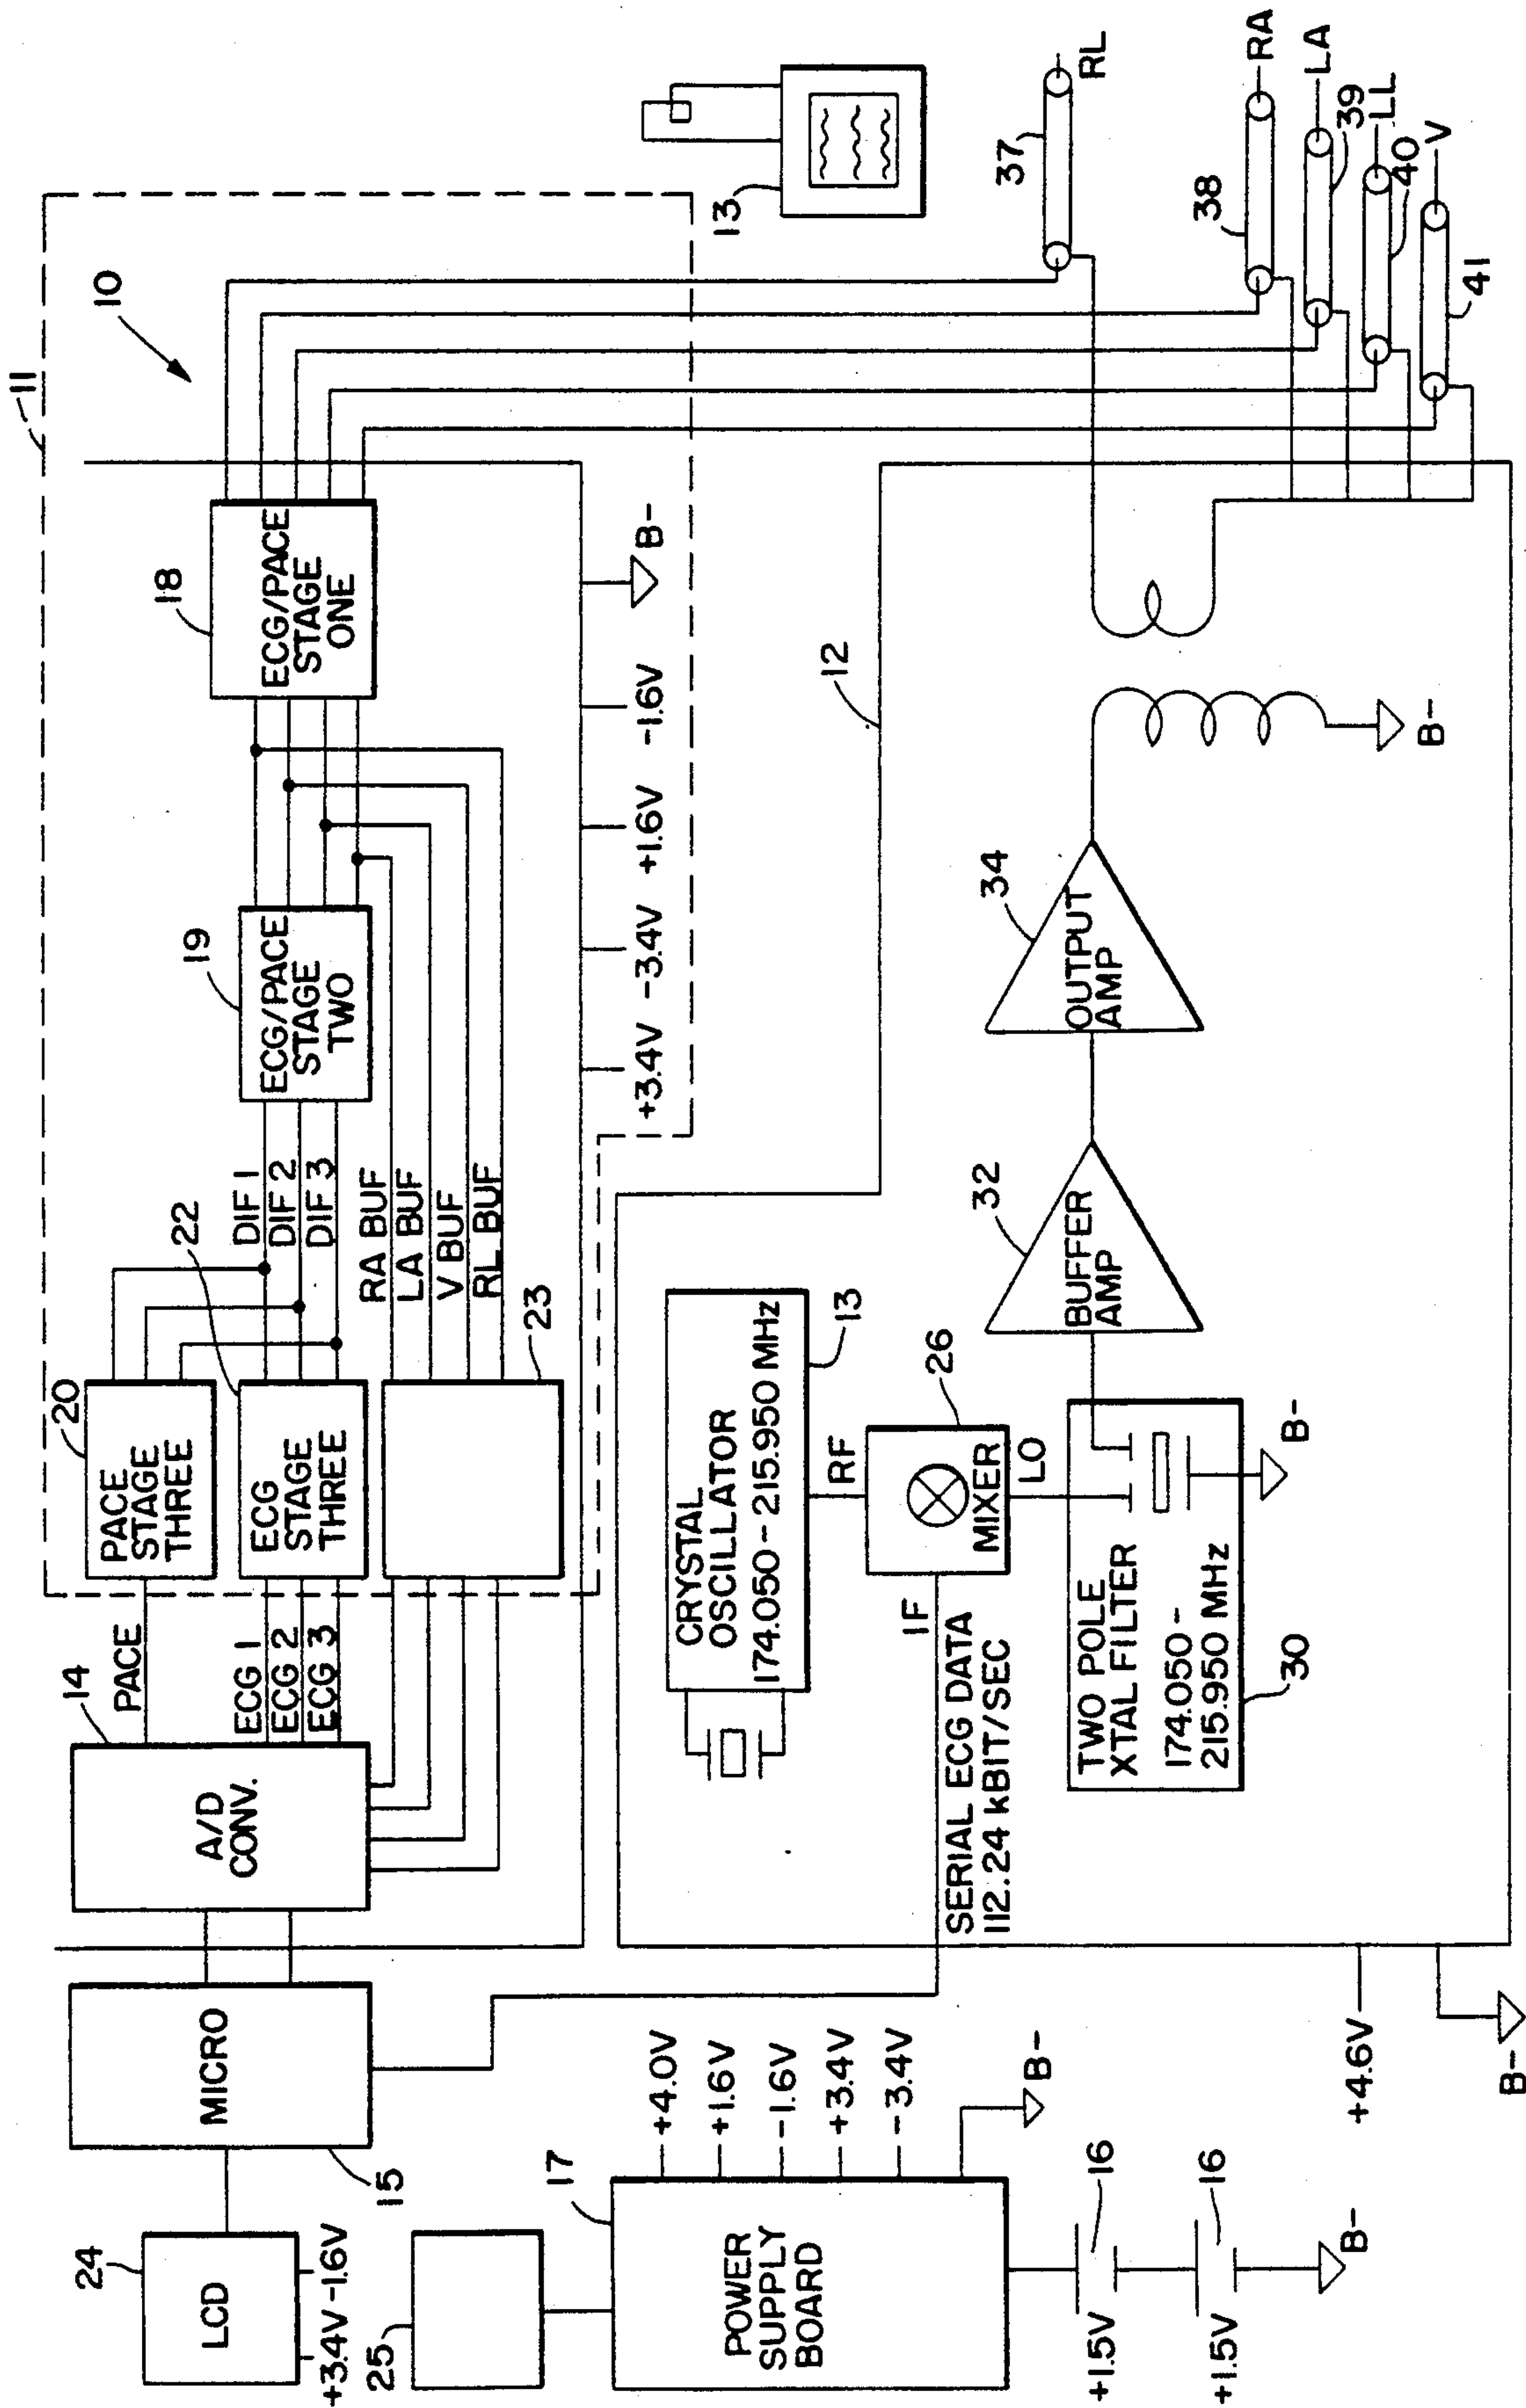 11
10
24
LCD
+3.4V
-1.6V
MICRO
15
14
A/D
CONV.
PACE
ECG 1
ECG 2
ECG 3
20
PACE
STAGE
THREE
22
ECG
STAGE
THREE
23
DIF 1
DIF 2
DIF 3
RA BUF
LA BUF
V BUF
RL BUF
19
ECG/PACE
STAGE
TWO
18
ECG/PACE
STAGE
ONE
+3.4V
-3.4V
+1.6V
-1.6V
B-
13
25
17
POWER
SUPPLY
BOARD
+4.0V
+1.6V
-1.6V
+3.4V
-3.4V
B-
+1.5V
16
+1.5V
16
B-
12
CRYSTAL
OSCILLATOR
174.050-215.950 MHz
13
RF
26
MIXER
IF
LO
SERIAL ECG DATA
112.24 kBIT/SEC
TWO POLE
XTAL FILTER
174.050-
215.950 MHz
30
B-
32
BUFFER
AMP
34
OUTPUT
AMP
B-
+4.6V
B-
37
RL
38
RA
LA
39
LL
40
V
41